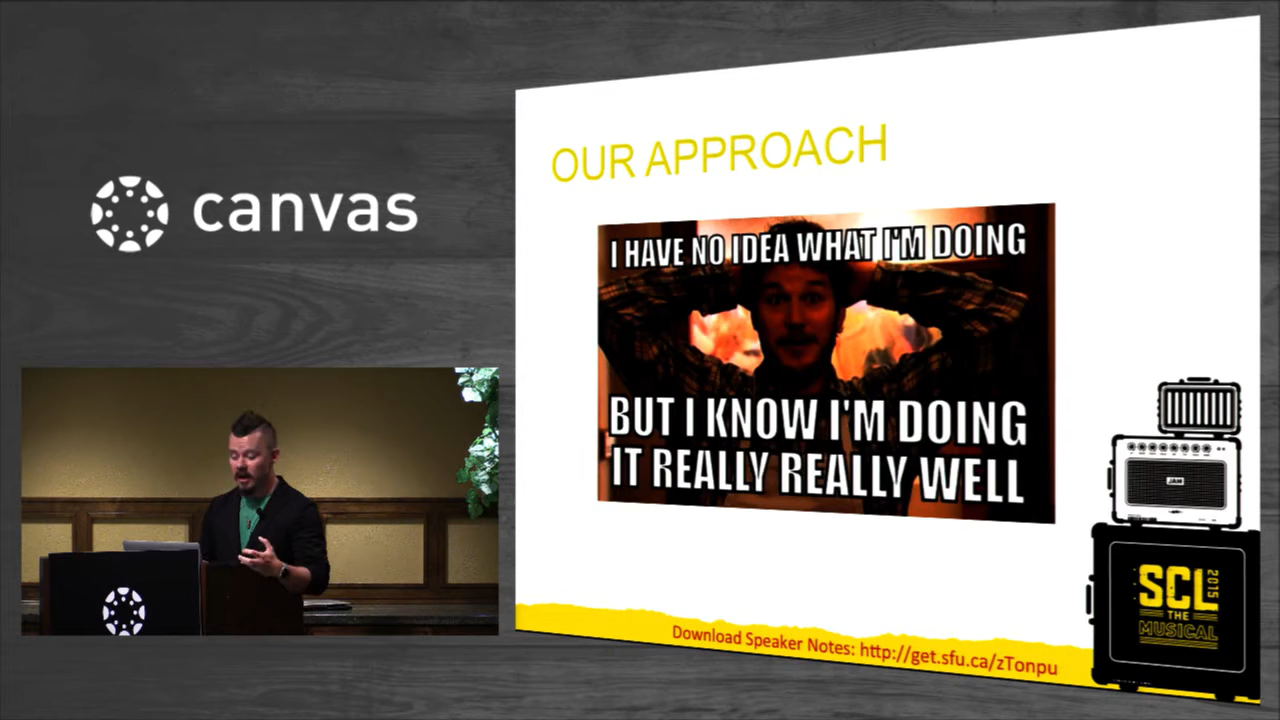 canvas
OUR APPROACH
I HAVE NO IDEA WHAT I'M DOING
BUT I KNOW I'M DOING
IT REALLY REALLY WELL
JAM
SCL
2015
THE
MUSICAL
Download Speaker Notes: http://get.sfu.ca/zTonpu